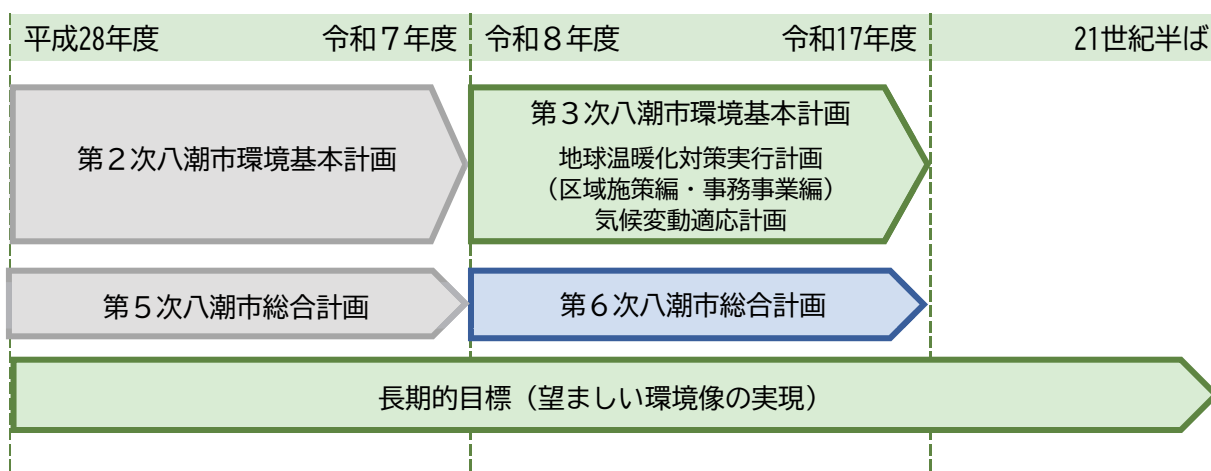 平成28年度 令和７年度 令和８年度 令和17年度 21世紀半ば
第２次八潮市環境基本計画
第３次八潮市環境基本計画
地球温暖化対策実行計画
（区域施策編・事務事業編）
気候変動適応計画
第５次八潮市総合計画
第６次八潮市総合計画
長期的目標（望ましい環境像の実現）